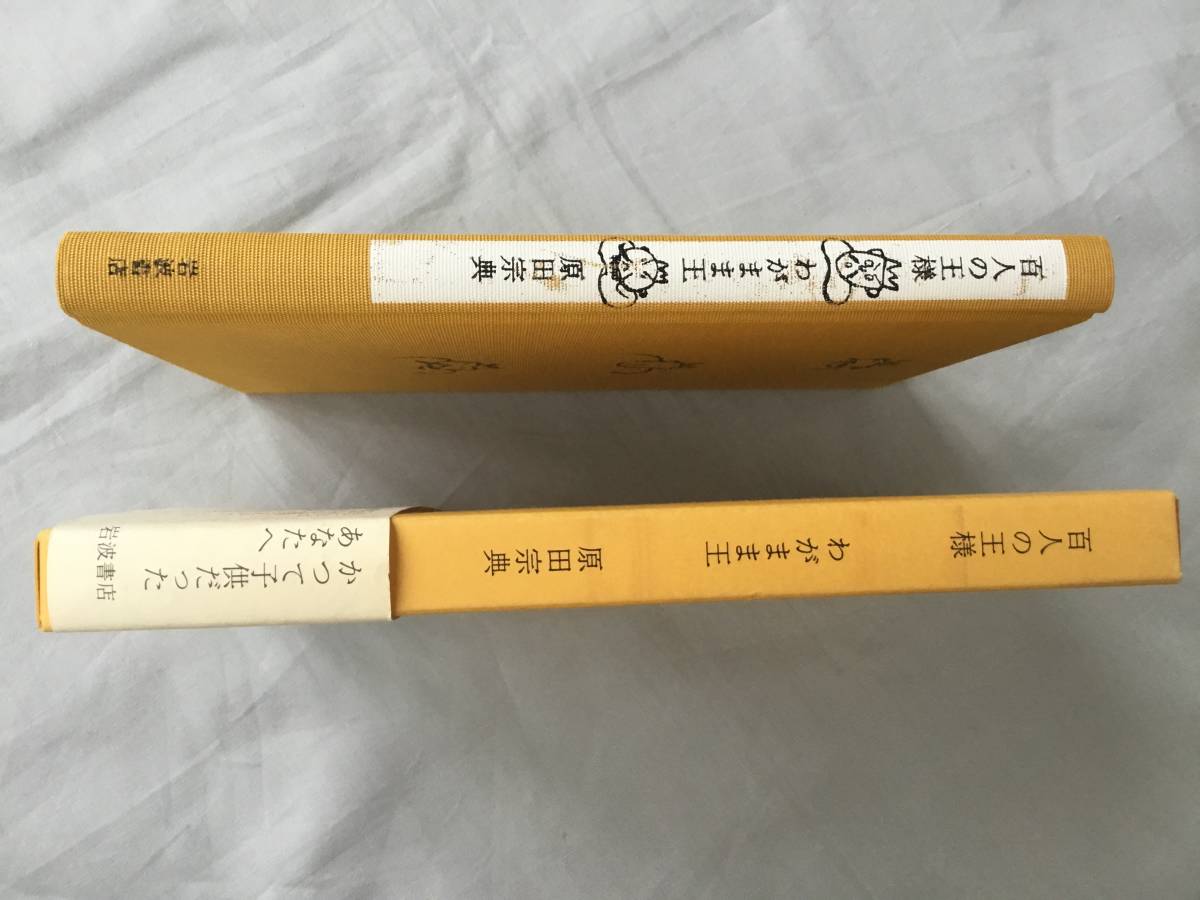 百人の王様
わがまま王
原田宗典
岩波書店
百人の王様
わがまま王
原田宗典
かつて子供だった
あなたへ
岩波書店